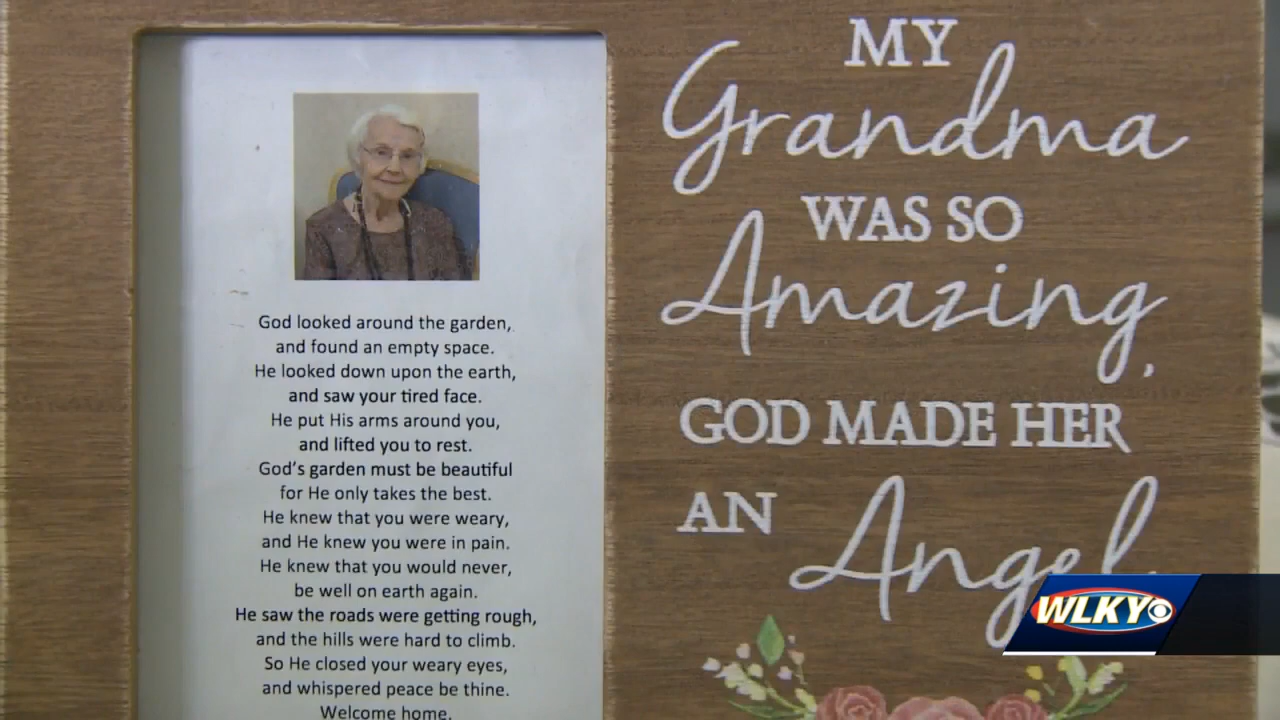 God looked around the garden,
and found an empty space.
He looked down upon the earth,
and saw your tired face.
He put His arms around you,
and lifted you to rest.
God's garden must be beautiful
for He only takes the best.
He knew that you were weary,
and He knew you were in pain.
He knew that you would never,
be well on earth again.
He saw the roads were getting rough,
and the hills were hard to climb.
So He closed your weary eyes,
and whispered peace be thine.
Welcome home.
MY
Grandma
WAS SO
Amazing,
GOD MADE HER
AN Angel
WLKY